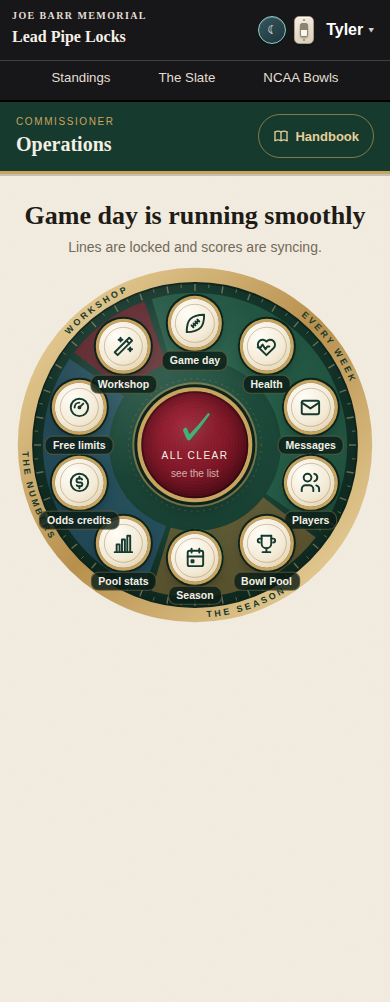 JOE BARR MEMORIAL
Lead Pipe Locks
Tyler
Standings
The Slate
NCAA Bowls
COMMISSIONER
Operations
Handbook
Game day is running smoothly
Lines are locked and scores are syncing.
WORKSHOP
EVERY WEEK
Game day
Workshop
Health
Free limits
Messages
ALL CLEAR
see the list
THE NUMBERS
Odds credits
Players
Pool stats
Season
Bowl Pool
THE SEASON